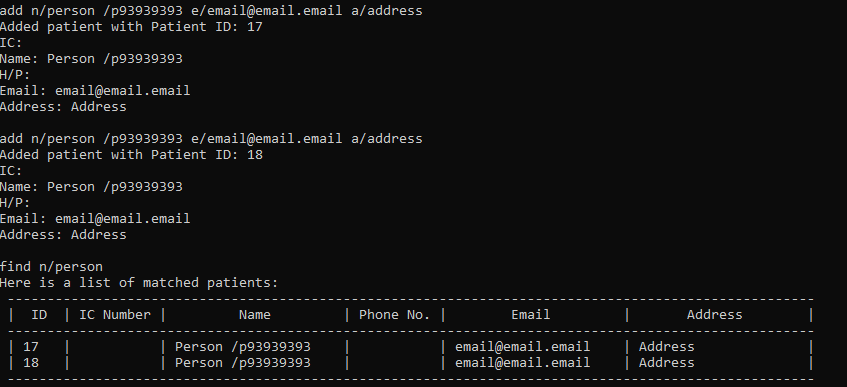 add n/person /p93939393 e/email@email.email a/address
Added patient with Patient ID: 17
IC:
Name: Person /p93939393
H/P:
Email: email@email.email
Address: Address
add n/person /p93939393 e/email@email.email a/address
Added patient with Patient ID: 18
IC:
Name: Person /p93939393
H/P:
Email: email@email.email
Address: Address
find n/person
Here is a list of matched patients:
| ID | IC Number | Name | Phone No. | Email | Address |
| 17 | | Person /p93939393 | | email@email.email | Address |
| 18 | | Person /p93939393 | | email@email.email | Address |